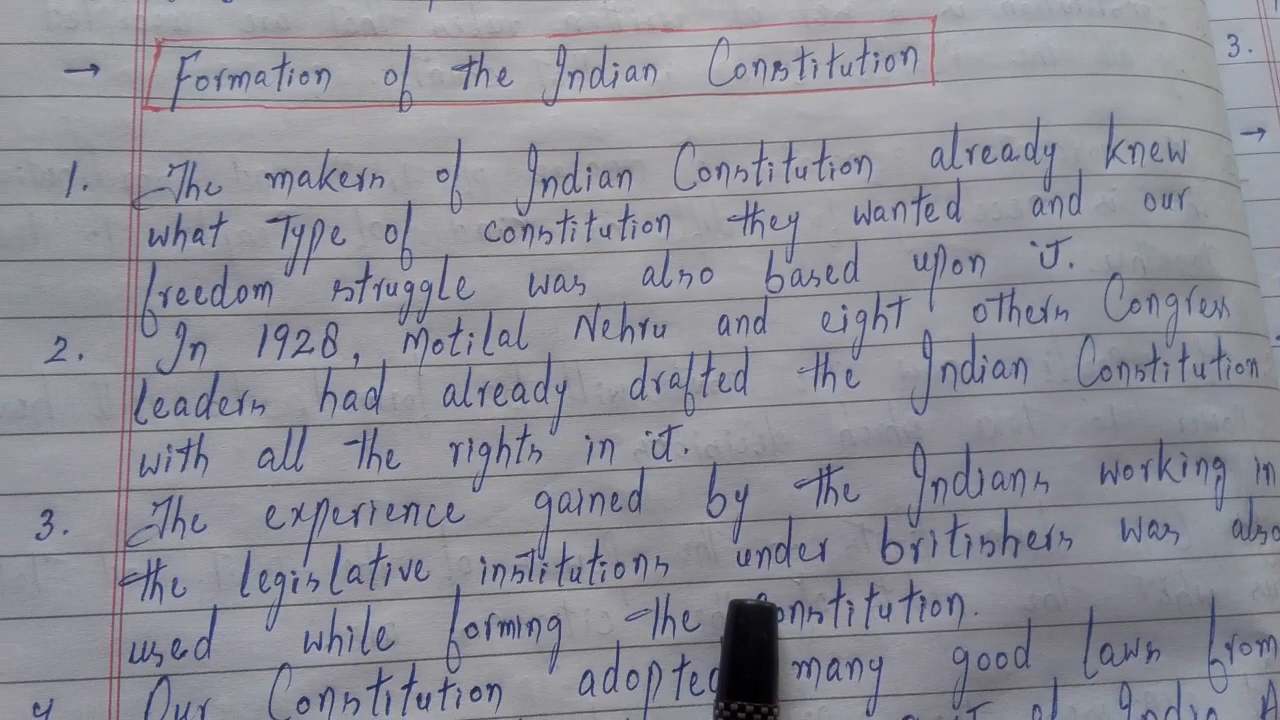 3.
→ Formation of the Indian Constitution
→
1. The makers of Indian Constitution already knew
what Type of constitution they wanted and our
freedom struggle was also based upon it.
2. In 1928, Motilal Nehru and eight others Congress
leaders had already drafted the Indian Constitution
with all the rights in it.
3. The experience gained by the Indians working in
the legislative institutions under britishers was also
used while forming the Constitution.
4 Our Constitution adopted many good laws from
of India